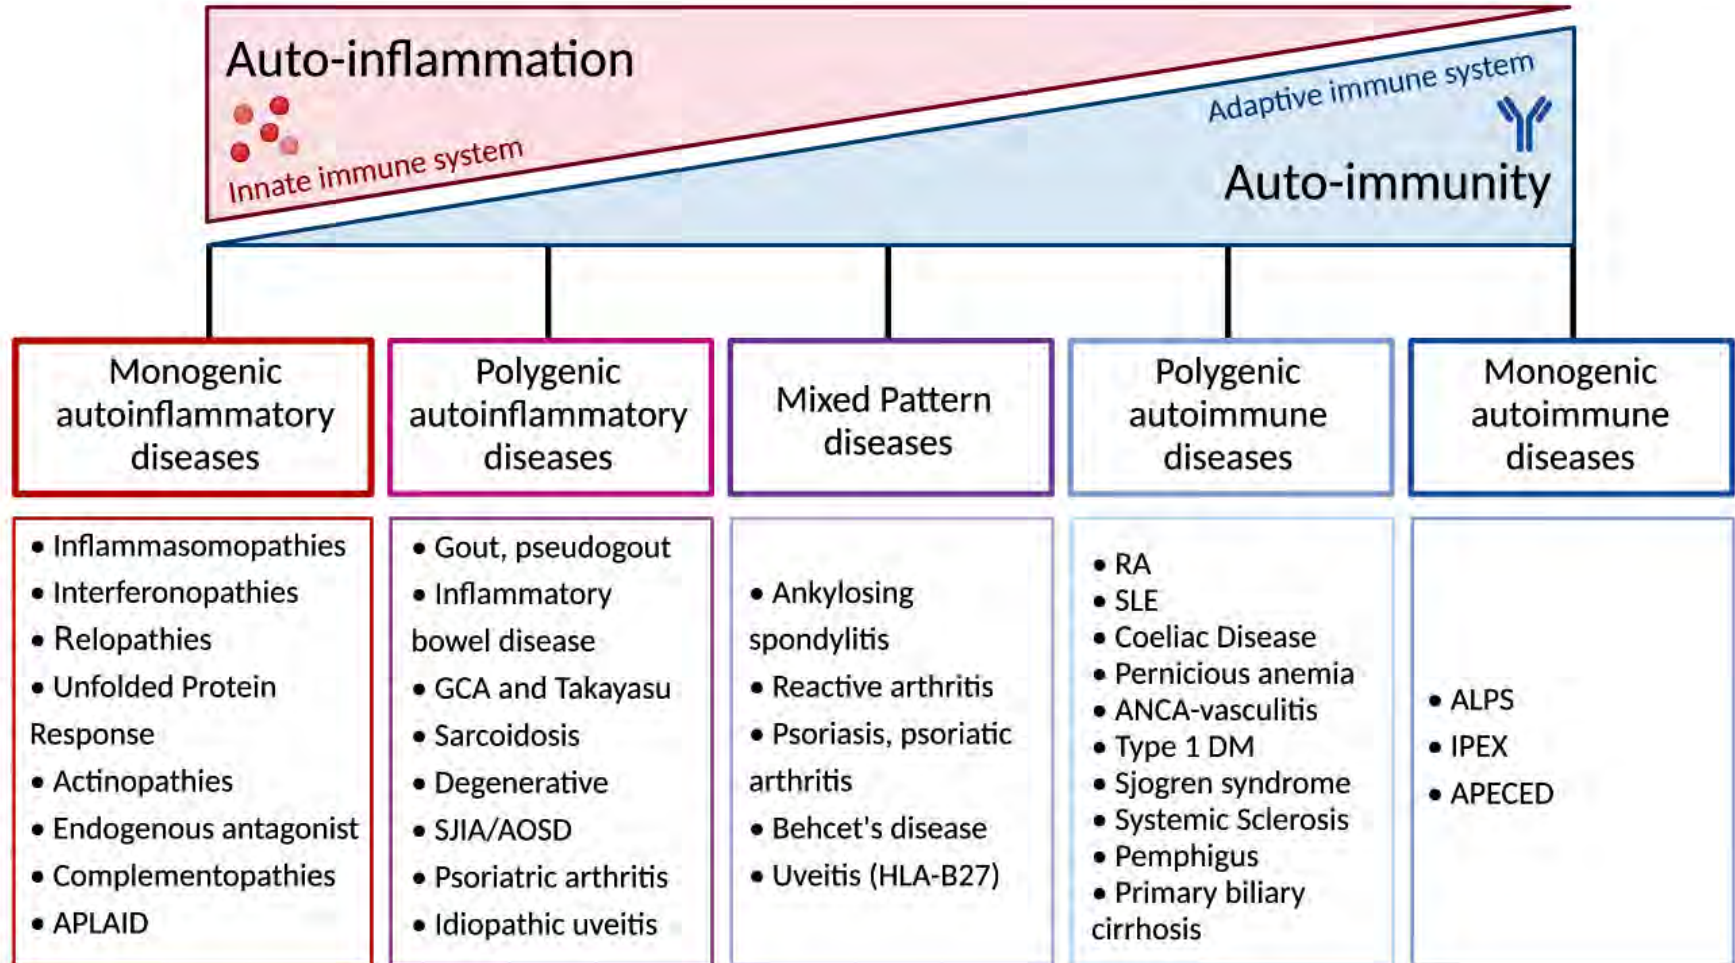 Auto-inflammation
Innate immune system
Adaptive immune system
Auto-immunity
Monogenic
autoinflammatory
diseases
• Inflammasomopathies
• Interferonopathies
• Relopathies
• Unfolded Protein
Response
• Actinopathies
• Endogenous antagonist
• Complementopathies
• APLAID
Polygenic
autoinflammatory
diseases
• Gout, pseudogout
• Inflammatory
bowel disease
• GCA and Takayasu
• Sarcoidosis
• Degenerative
• SJIA/AOSD
• Psoriatric arthritis
• Idiopathic uveitis
Mixed Pattern
diseases
• Ankylosing
spondylitis
• Reactive arthritis
• Psoriasis, psoriatic
arthritis
• Behcet's disease
• Uveitis (HLA-B27)
Polygenic
autoimmune
diseases
• RA
• SLE
• Coeliac Disease
• Pernicious anemia
• ANCA-vasculitis
• Type 1 DM
• Sjogren syndrome
• Systemic Sclerosis
• Pemphigus
• Primary biliary
cirrhosis
Monogenic
autoimmune
diseases
• ALPS
• IPEX
• APECED